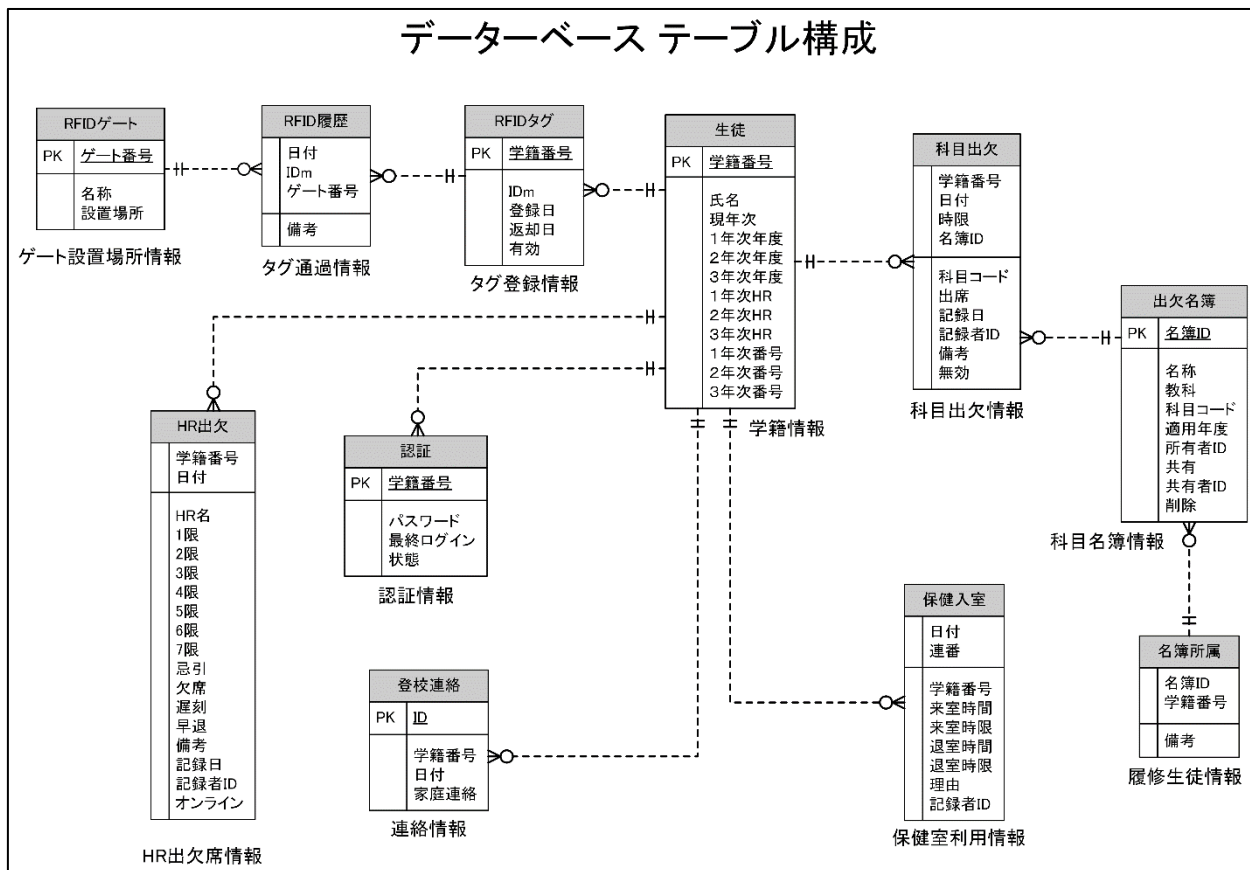 データーベース テーブル構成
RFIDゲート
PK ゲート番号
名称
設置場所
ゲート設置場所情報
RFID履歴
日付
IDm
ゲート番号
備考
タグ通過情報
RFIDタグ
PK 学籍番号
IDm
登録日
返却日
有効
タグ登録情報
生徒
PK 学籍番号
氏名
現年次
1年次年度
2年次年度
3年次年度
1年次HR
2年次HR
3年次HR
1年次番号
2年次番号
3年次番号
学籍情報
科目出欠
学籍番号
日付
時限
名簿ID
科目コード
出席
記録日
記録者ID
備考
無効
科目出欠情報
出欠名簿
PK 名簿ID
名称
教科
科目コード
適用年度
所有者ID
共有
共有者ID
削除
科目名簿情報
HR出欠
学籍番号
日付
HR名
1限
2限
3限
4限
5限
6限
7限
忌引
欠席
遅刻
早退
備考
記録日
記録者ID
オンライン
HR出欠席情報
認証
PK 学籍番号
パスワード
最終ログイン
状態
認証情報
登校連絡
PK ID
学籍番号
日付
家庭連絡
連絡情報
保健入室
日付
連番
学籍番号
来室時間
来室時限
退室時間
退室時限
理由
記録者ID
保健室利用情報
名簿所属
名簿ID
学籍番号
備考
履修生徒情報